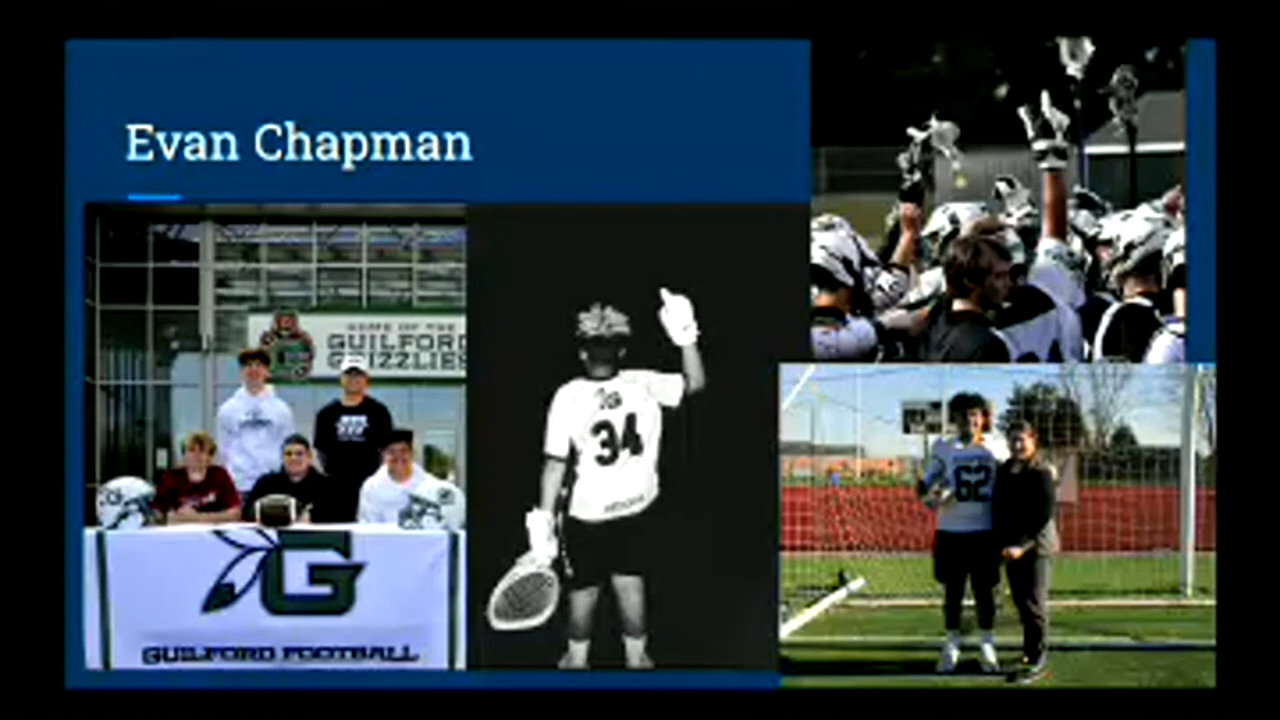 Evan Chapman
HOME OF THE
GUILFORD
GRIZZLIES
34
62
G
GUILFORD FOOTBALL